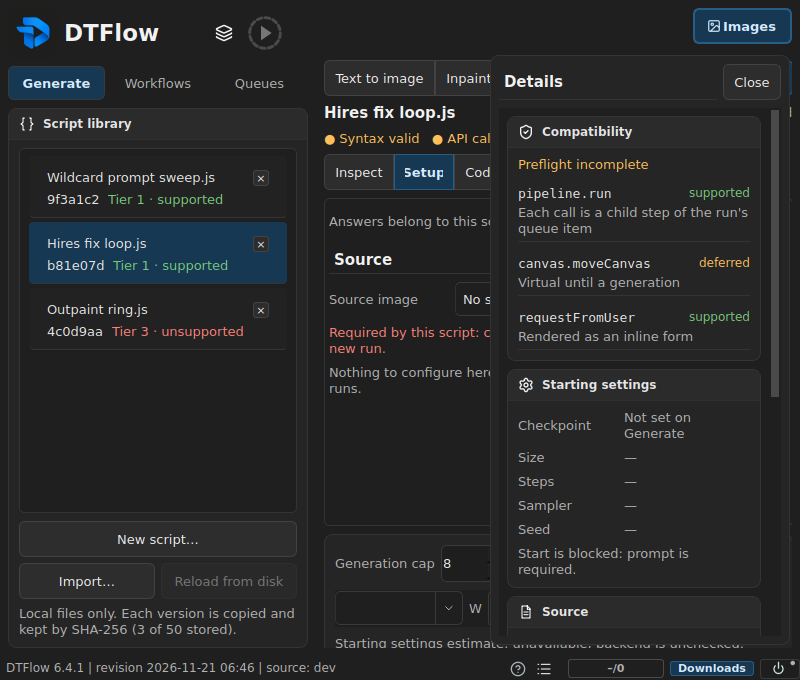 DTFlow
Images
Generate
Workflows
Queues
Script library
Wildcard prompt sweep.js
9f3a1c2 Tier 1 · supported
Hires fix loop.js
b81e07d Tier 1 · supported
Outpaint ring.js
4c0d9aa Tier 3 · unsupported
New script...
Import...
Reload from disk
Local files only. Each version is copied and
kept by SHA-256 (3 of 50 stored).
Text to image
Inpaint
Hires fix loop.js
Syntax valid
API cal
Inspect
Setup
Cod
Answers belong to this s
Source
Source image
No s
Required by this script: c
new run.
Nothing to configure here
runs.
Generation cap
8
W
Starting settings estimate: unavailable: backend is unchecked.
Details
Close
Compatibility
Preflight incomplete
pipeline.run supported
Each call is a child step of the run's
queue item
canvas.moveCanvas deferred
Virtual until a generation
requestFromUser supported
Rendered as an inline form
Starting settings
Checkpoint
Not set on
Generate
Size —
Steps —
Sampler —
Seed —
Start is blocked: prompt is
required.
Source
DTFlow 6.4.1 | revision 2026-11-21 06:46 | source: dev
–/0
Downloads